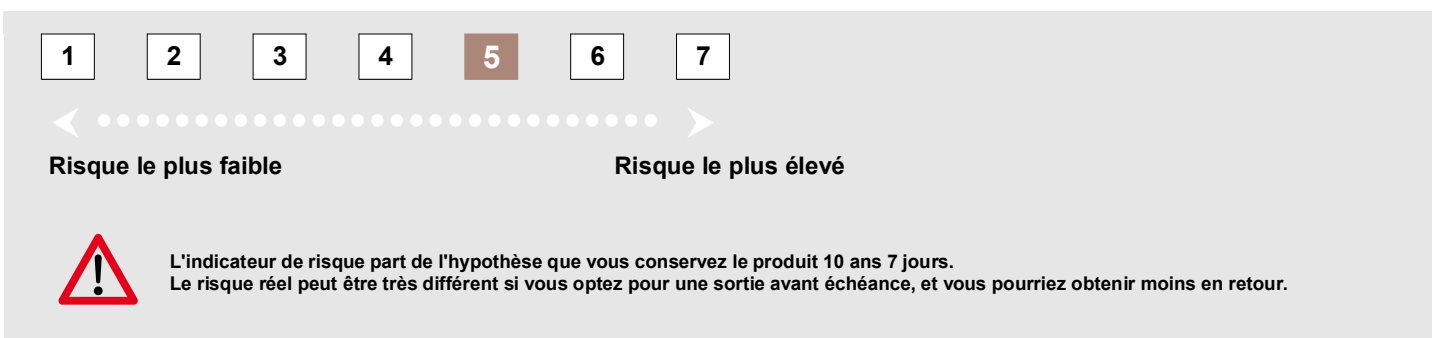 1 2 3 4 5 6 7
Risque le plus faible Risque le plus élevé
L'indicateur de risque part de l'hypothèse que vous conservez le produit 10 ans 7 jours.
Le risque réel peut être très différent si vous optez pour une sortie avant échéance, et vous pourriez obtenir moins en retour.